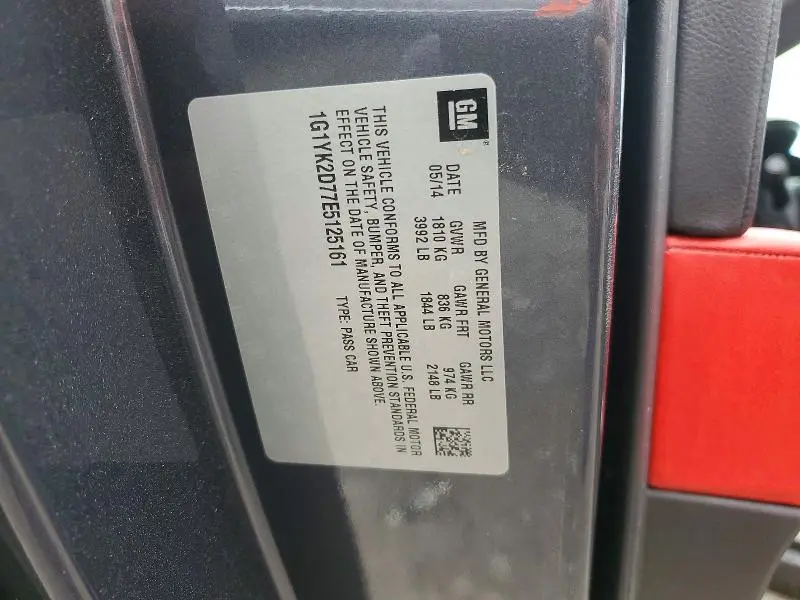 GM
MFD BY GENERAL MOTORS LLC
DATE GVWR GAWR FRT GAWR RR
05/14 1810 KG 836 KG 974 KG
3992 LB 1844 LB 2148 LB
THIS VEHICLE CONFORMS TO ALL APPLICABLE U.S. FEDERAL MOTOR
VEHICLE SAFETY, BUMPER, AND THEFT PREVENTION STANDARDS IN
EFFECT ON THE DATE OF MANUFACTURE SHOWN ABOVE.
1G1YK2D77E5125161 TYPE: PASS CAR